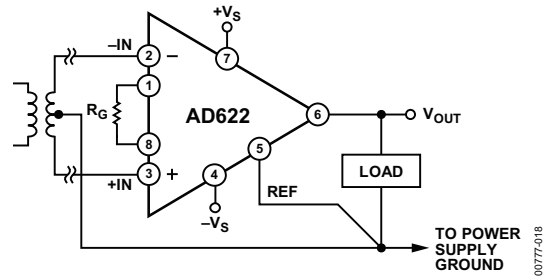 +VS
–IN
2
–
7
1
RG
AD622
6
VOUT
8
5
3
+
+IN
4
REF
LOAD
–VS
TO POWER
SUPPLY
GROUND
00777-018